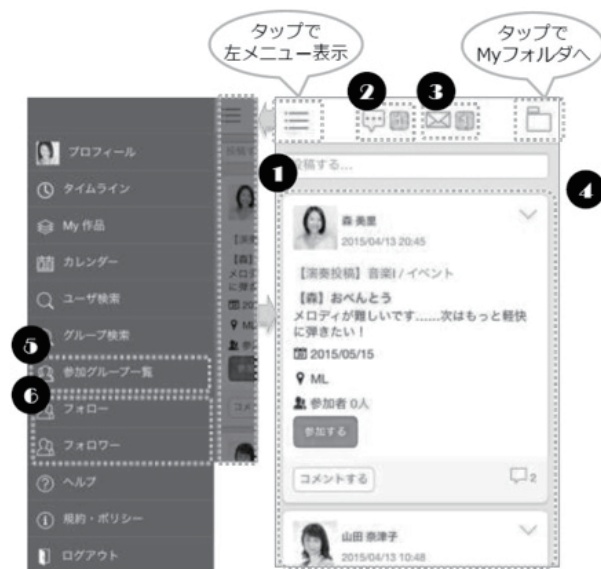 タップで
左メニュー表示
タップで
Myフォルダへ
2
3
1
4
投稿する...
プロフィール
タイムライン
My 作品
カレンダー
ユーザ検索
グループ検索
5
参加グループ一覧
6
フォロー
フォロワー
ヘルプ
規約・ポリシー
ログアウト
森 美里
2015/04/13 20:45
【演奏投稿】音楽I / イベント
【森】おべんとう
メロディが難しいです……次はもっと軽快
に弾きたい！
2015/05/15
ML
参加者 0人
参加する
コメントする
2
山田 奈津子
2015/04/13 10:48